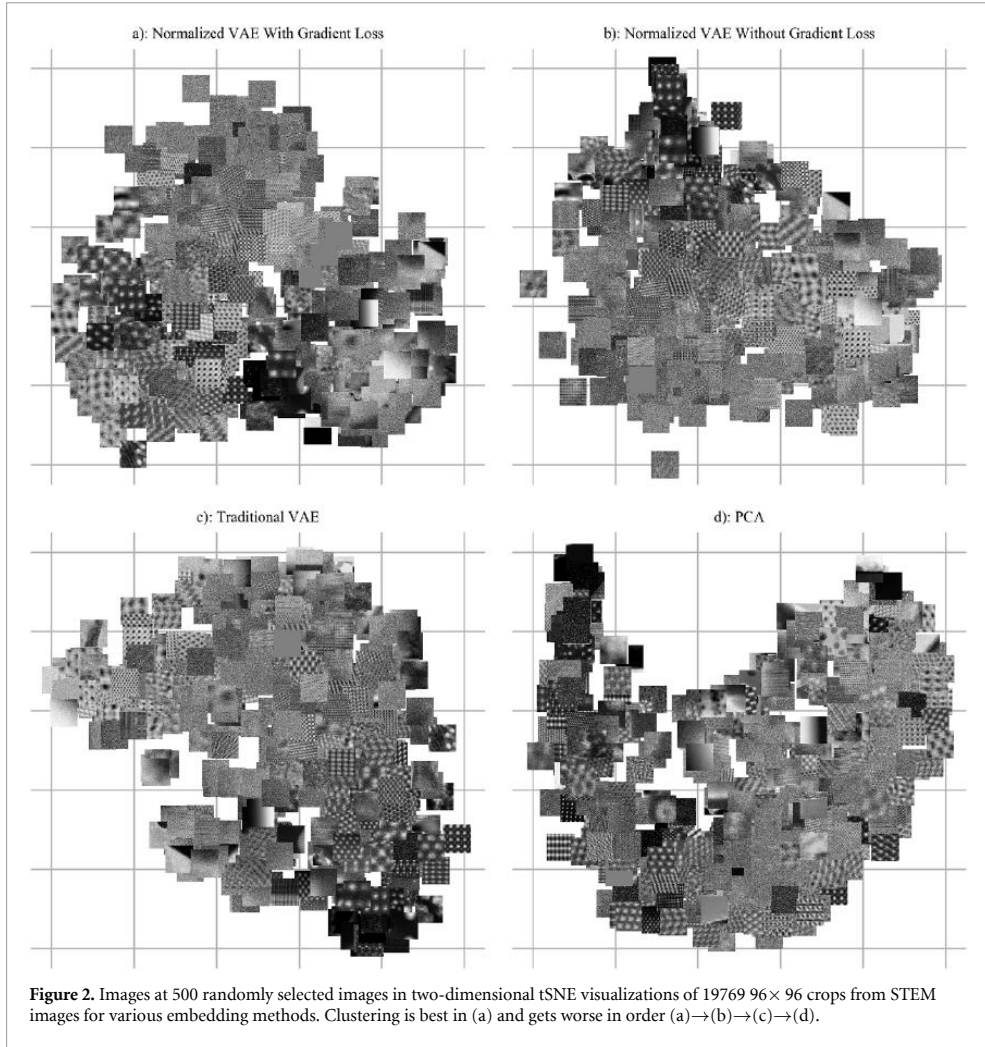 a): Normalized VAE With Gradient Loss
b): Normalized VAE Without Gradient Loss
c): Traditional VAE
d): PCA
Figure 2. Images at 500 randomly selected images in two-dimensional tSNE visualizations of 19769 96× 96 crops from STEM
images for various embedding methods. Clustering is best in (a) and gets worse in order (a)→(b)→(c)→(d).